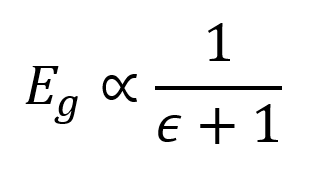 E_g ∝ 1/(ϵ + 1)